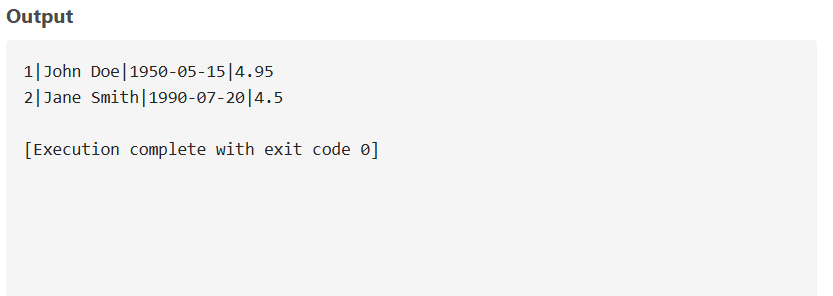 Output
1|John Doe|1950-05-15|4.95
2|Jane Smith|1990-07-20|4.5
[Execution complete with exit code 0]